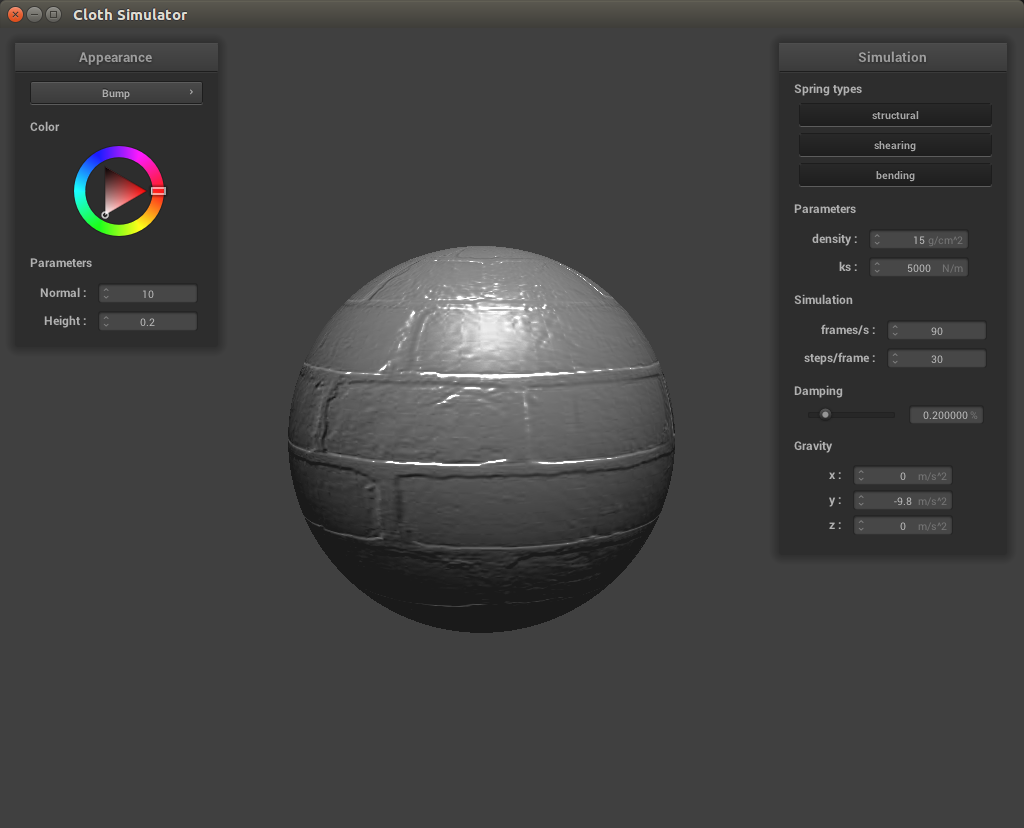 Cloth Simulator
Appearance
Bump
Color
Parameters
Normal : 10
Height : 0.2
Simulation
Spring types
structural
shearing
bending
Parameters
density : 15 g/cm^2
ks : 5000 N/m
Simulation
frames/s : 90
steps/frame : 30
Damping
0.200000 %
Gravity
x : 0 m/s^2
y : -9.8 m/s^2
z : 0 m/s^2